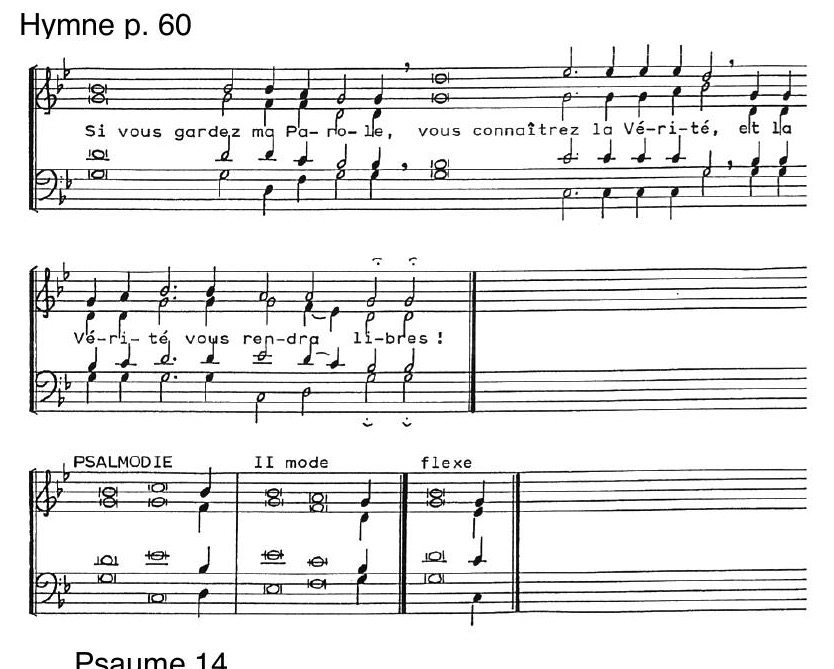 Hymne p. 60
Si vous gardez ma Pa-ro-le, vous connaîtrez la Vé-ri-té, et la
Vé-ri-té vous ren-dra li-bres !
PSALMODIE II mode flexe
Psaume 14